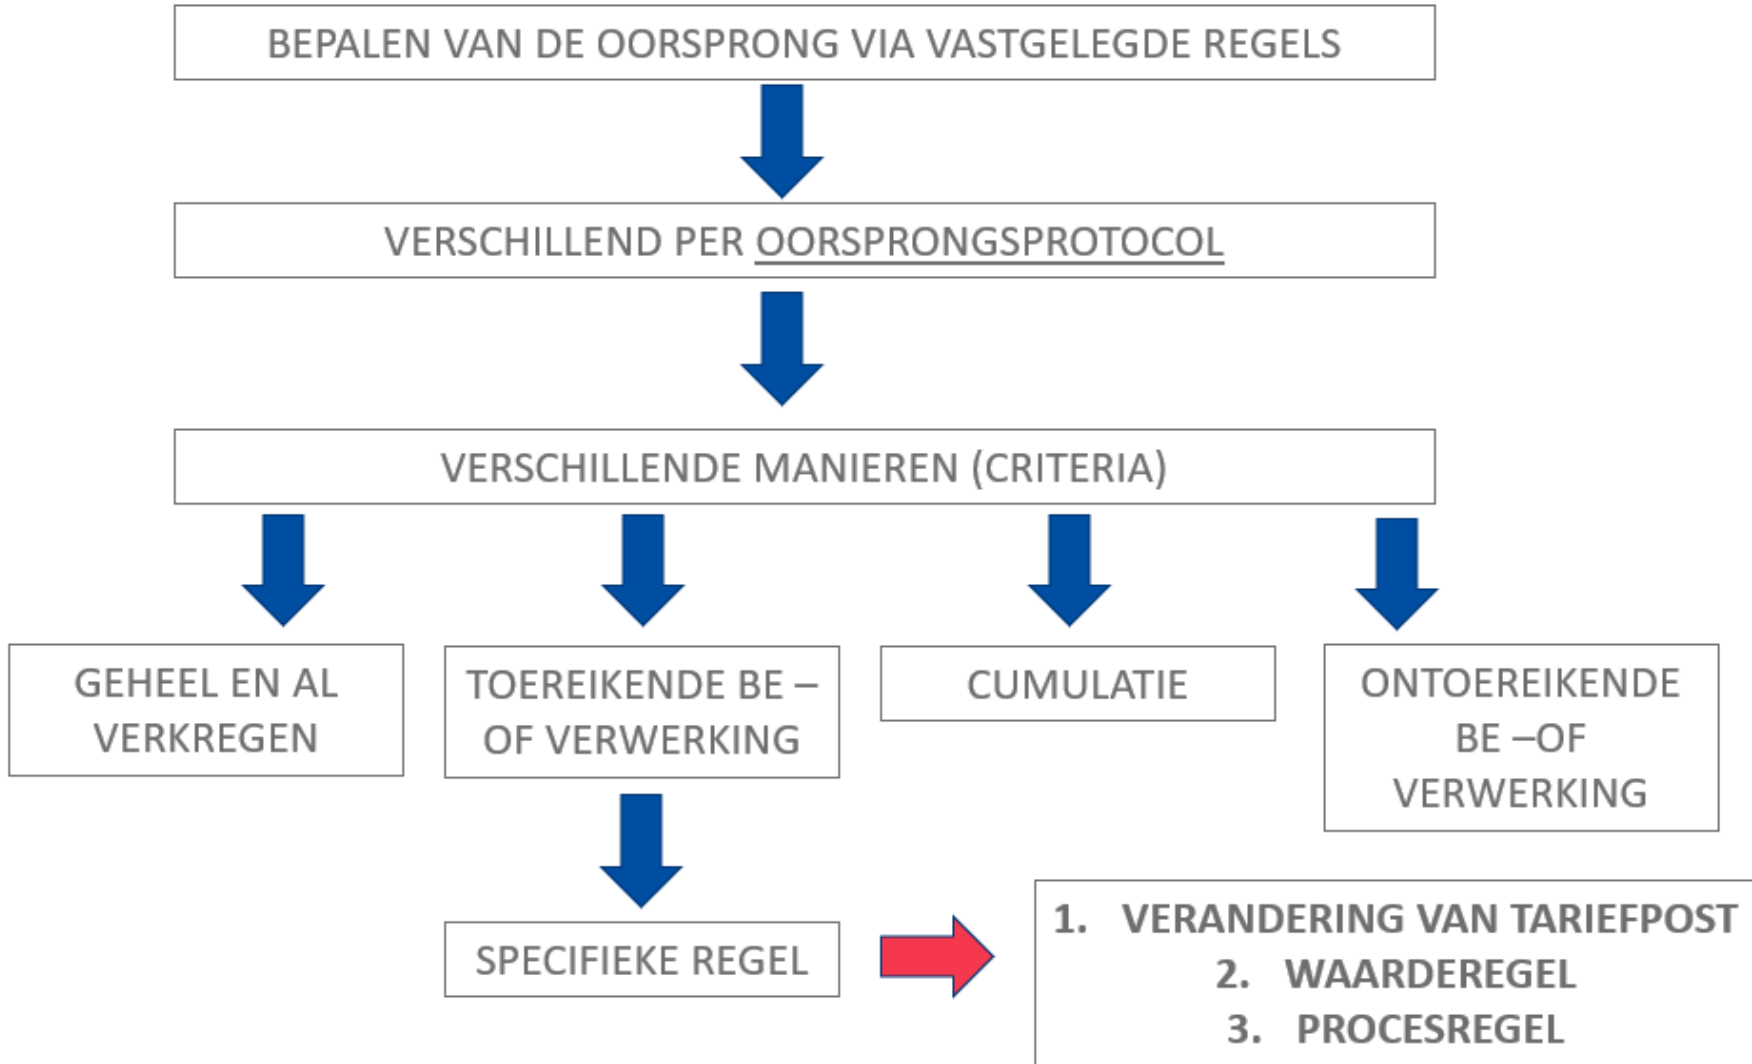 BEPALEN VAN DE OORSPRONG VIA VASTGELEGDE REGELS
VERSCHILLEND PER OORSPRONGSPROTOCOL
VERSCHILLENDE MANIEREN (CRITERIA)
GEHEEL EN AL
VERKREGEN
TOEREIKENDE BE –
OF VERWERKING
CUMULATIE
ONTOEREIKENDE
BE –OF
VERWERKING
SPECIFIEKE REGEL
1. VERANDERING VAN TARIEFPOST
2. WAARDEREGEL
3. PROCESREGEL